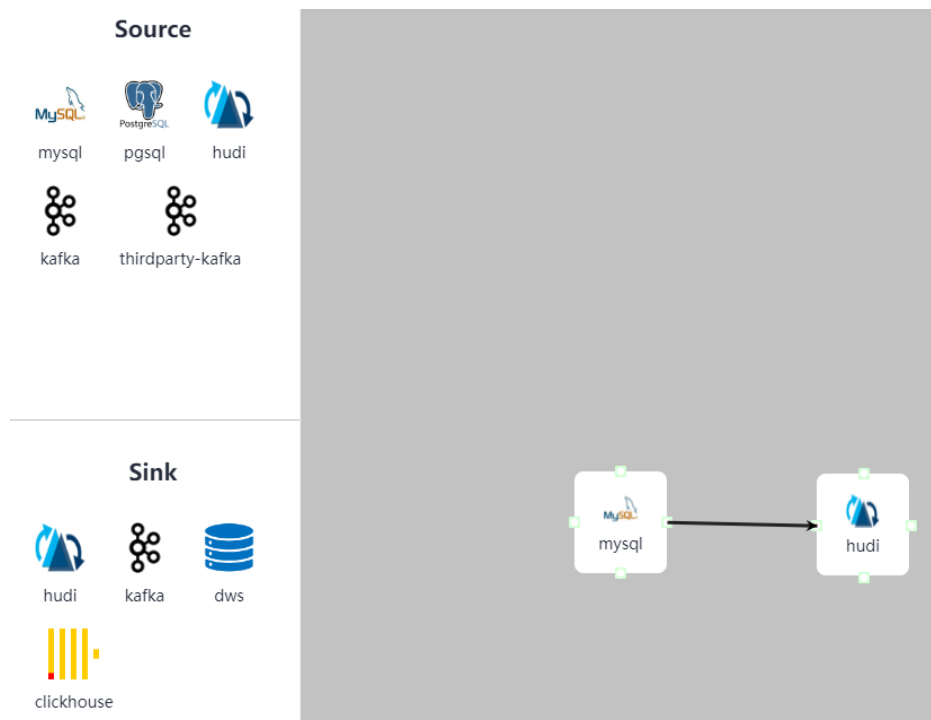 Source
MySQL
PostgreSQL
mysql
pgsql
hudi
kafka
thirdparty-kafka
Sink
hudi
kafka
dws
clickhouse
MySQL
mysql
hudi